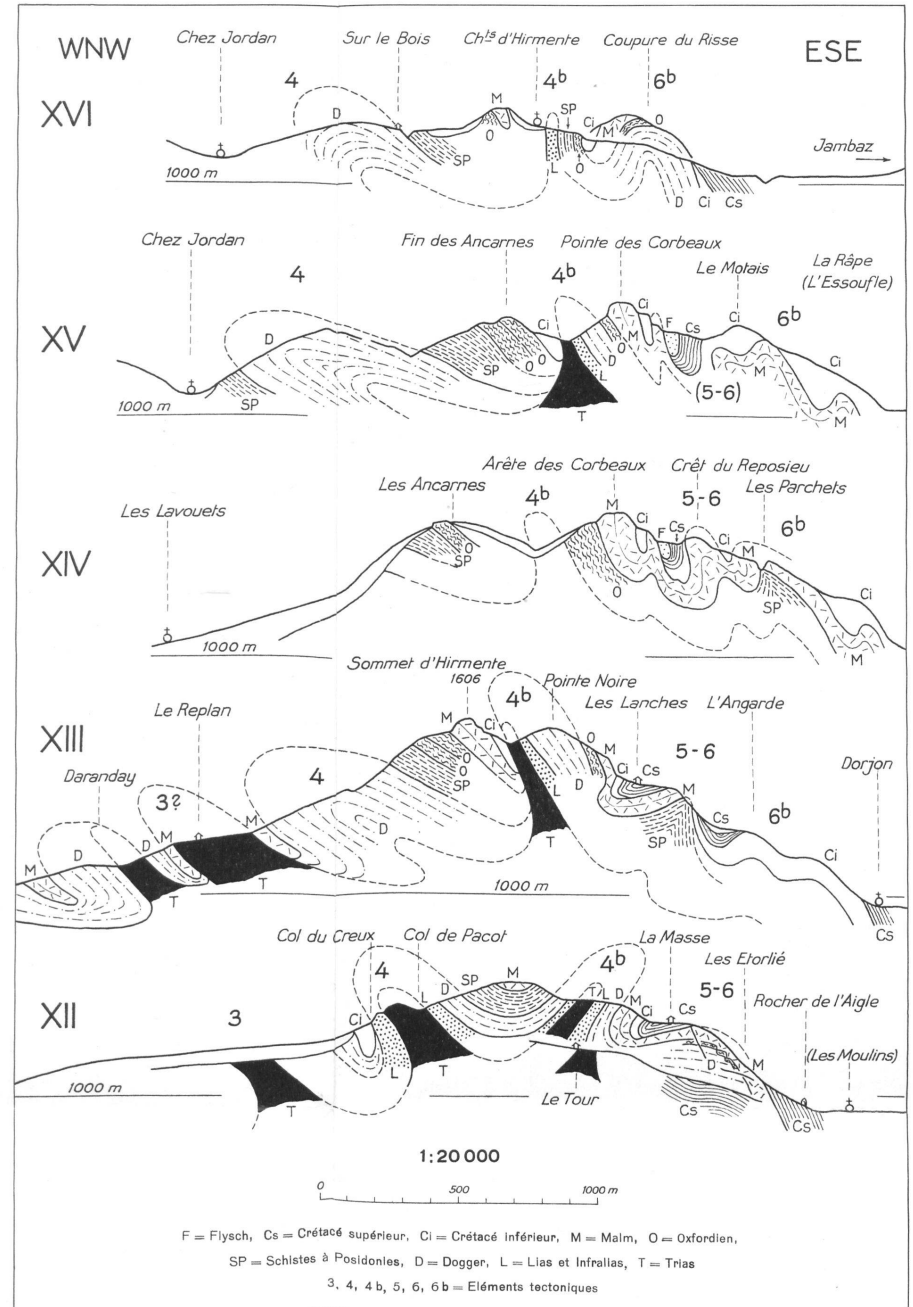 WNW ESE
Chez Jordan Sur le Bois Ch.ts d'Hirmente Coupure du Risse
4 4b 6b
XVI
D M SP Ci O
O M
SP L O Jambaz
1000 m D Ci Cs
Chez Jordan Fin des Ancarnes Pointe des Corbeaux
Le Motais La Râpe
(L'Essoufle)
4 4b 6b
XV
D Ci F Cs Ci
O M D Ci
SP O O L M
1000 m SP T (5-6) M
Arête des Corbeaux Crêt du Reposieu
Les Ancarnes 4b M 5-6 Les Parchets
Les Lavouets Ci Cs 6b
F Ci M
XIV
O Ci
SP O SP
1000 m M
Sommet d'Hirmente
1606 4b Pointe Noire
Le Replan Les Lanches L'Angarde
XIII
M Ci O M 5-6
Daranday 3? 4 Ci Cs Dorjon
O
O
SP L D M
D M M D Cs 6b
M D SP Ci
T T T
1000 m Cs
Col du Creux Col de Pacot La Masse
4 4b Les Etorlié
L D SP M T L D M 5-6 Rocher de l'Aigle
XII
3 Ci Ci Cs
(Les Moulins)
L T D M
1000 m T Le Tour Cs Cs
1:20 000
0 500 1000 m
F = Flysch, Cs = Crétacé supérieur, Ci = Crétacé inférieur, M = Malm, O = Oxfordien,
SP = Schistes à Posidonies, D = Dogger, L = Lias et Infralias, T = Trias
3, 4, 4b, 5, 6, 6b = Eléments tectoniques